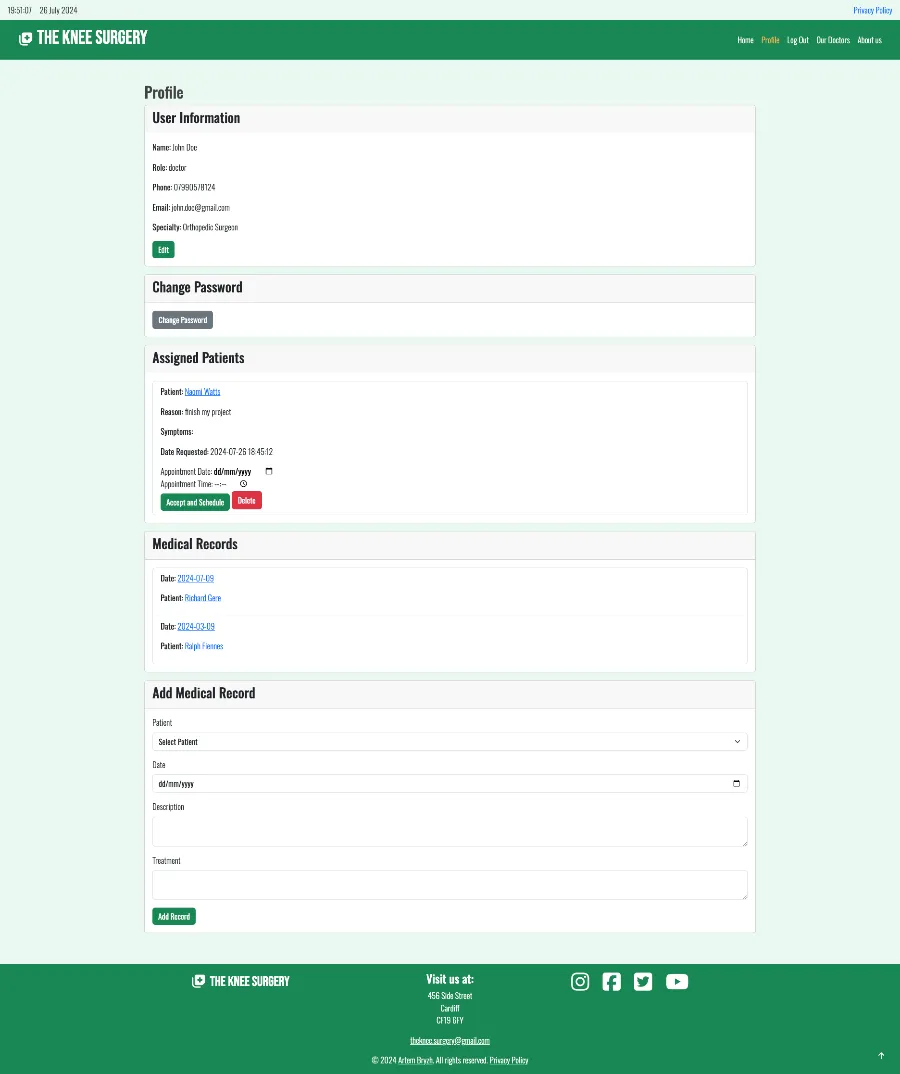 19:51:07 26 July 2024 Privacy Policy
THE KNEE SURGERY
Home Profile Log Out Our Doctors About us
Profile
User Information
Name: John Doe
Role: doctor
Phone: 07990578124
Email: john.doe@gmail.com
Specialty: Orthopedic Surgeon
Edit
Change Password
Change Password
Assigned Patients
Patient: Naomi Watts
Reason: finish my project
Symptoms:
Date Requested: 2024-07-26 18:45:12
Appointment Date: dd/mm/yyyy
Appointment Time: --:--
Accept and Schedule Delete
Medical Records
Date: 2024-07-09
Patient: Richard Gere
Date: 2024-03-09
Patient: Ralph Fiennes
Add Medical Record
Patient
Select Patient
Date
dd/mm/yyyy
Description
Treatment
Add Record
THE KNEE SURGERY
Visit us at:
456 Side Street
Cardiff
CF19 6FY
theknee.surgery@gmail.com
© 2024 Artem Bryzh. All rights reserved. Privacy Policy